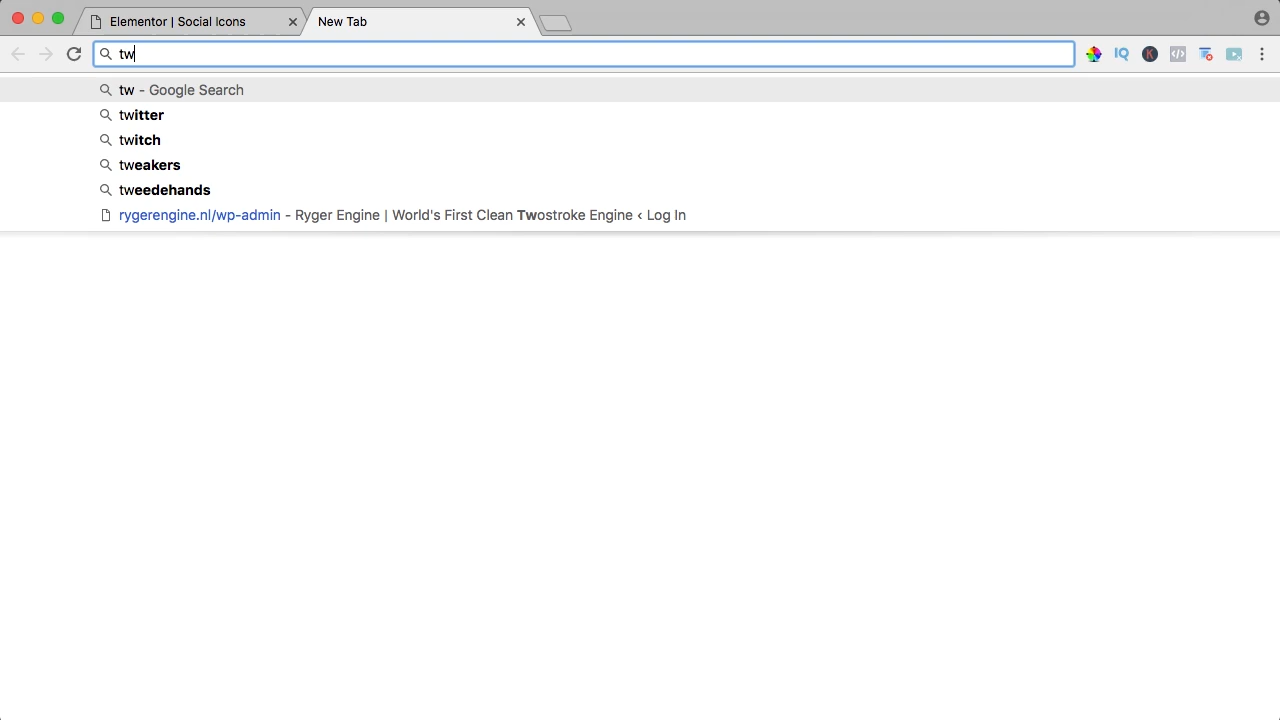 Elementor | Social Icons
New Tab
tw
tw - Google Search
twitter
twitch
tweakers
tweedehands
rygerengine.nl/wp-admin - Ryger Engine | World's First Clean Twostroke Engine ‹ Log In
IQ
K